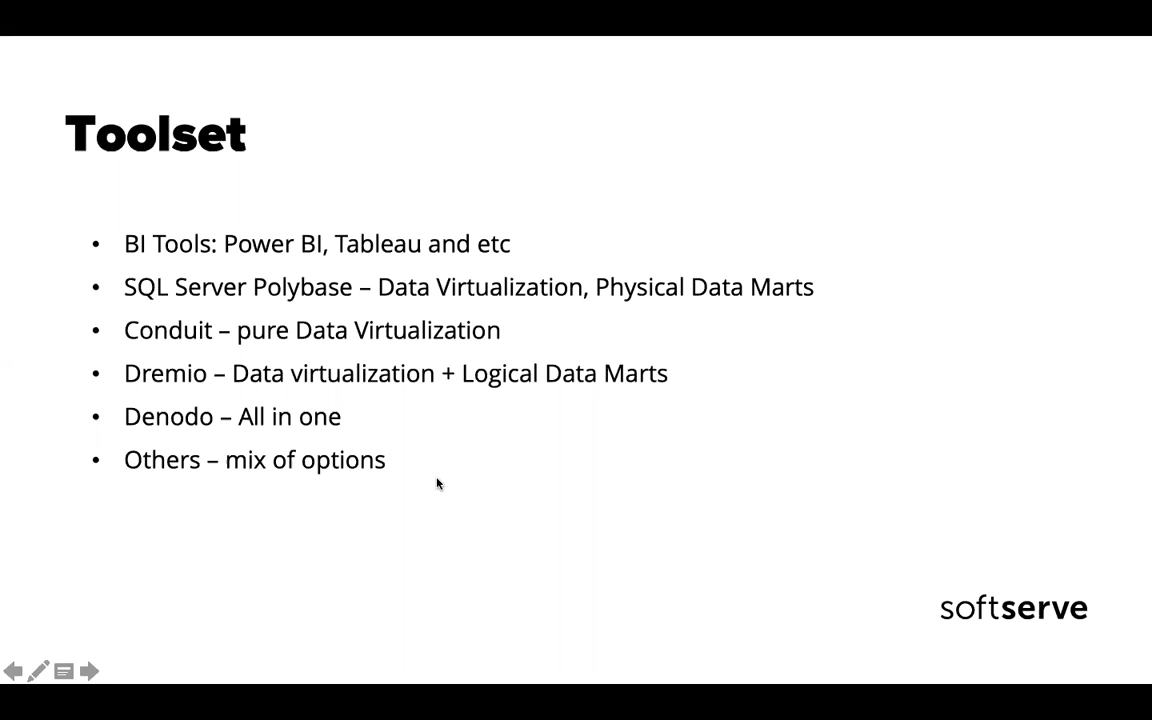 Toolset
• BI Tools: Power BI, Tableau and etc
• SQL Server Polybase – Data Virtualization, Physical Data Marts
• Conduit – pure Data Virtualization
• Dremio – Data virtualization + Logical Data Marts
• Denodo – All in one
• Others – mix of options
softserve